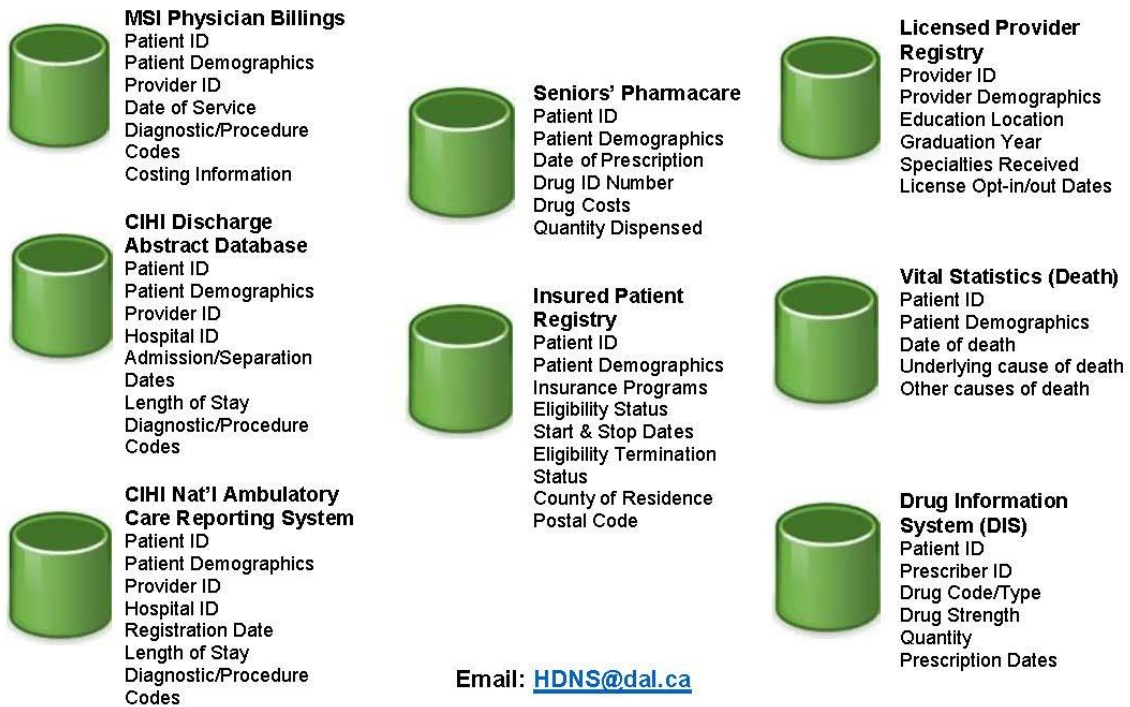 MSI Physician Billings
Patient ID
Patient Demographics
Provider ID
Date of Service
Diagnostic/Procedure
Codes
Costing Information
CIHI Discharge
Abstract Database
Patient ID
Patient Demographics
Provider ID
Hospital ID
Admission/Separation
Dates
Length of Stay
Diagnostic/Procedure
Codes
CIHI Nat'l Ambulatory
Care Reporting System
Patient ID
Patient Demographics
Provider ID
Hospital ID
Registration Date
Length of Stay
Diagnostic/Procedure
Codes
Seniors' Pharmacare
Patient ID
Patient Demographics
Date of Prescription
Drug ID Number
Drug Costs
Quantity Dispensed
Insured Patient
Registry
Patient ID
Patient Demographics
Insurance Programs
Eligibility Status
Start & Stop Dates
Eligibility Termination
Status
County of Residence
Postal Code
Email: HDNS@dal.ca
Licensed Provider
Registry
Provider ID
Provider Demographics
Education Location
Graduation Year
Specialties Received
License Opt-in/out Dates
Vital Statistics (Death)
Patient ID
Patient Demographics
Date of death
Underlying cause of death
Other causes of death
Drug Information
System (DIS)
Patient ID
Prescriber ID
Drug Code/Type
Drug Strength
Quantity
Prescription Dates